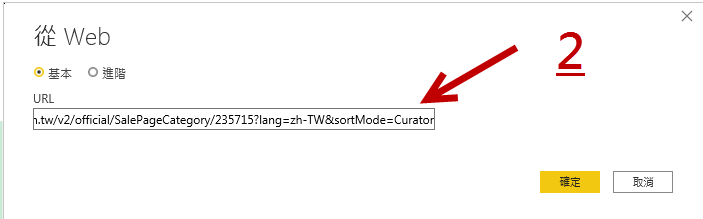 從 Web
基本 進階
2
URL
n.tw/v2/official/SalePageCategory/235715?lang=zh-TW&sortMode=Curator
確定 取消